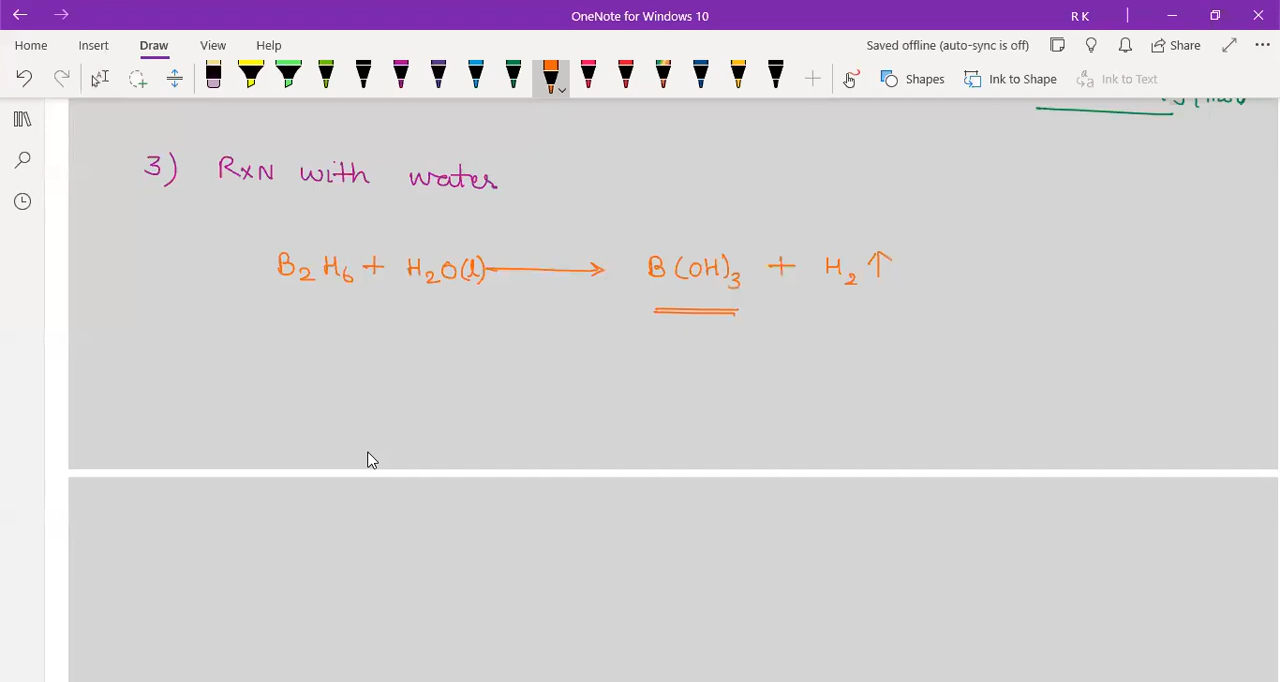 OneNote for Windows 10
R K
Home Insert Draw View Help
Saved offline (auto-sync is off)
Share
Shapes
Ink to Shape
Ink to Text
3) RxN with water
B₂H₆ + H₂O(l) → B(OH)₃ + H₂ ↑